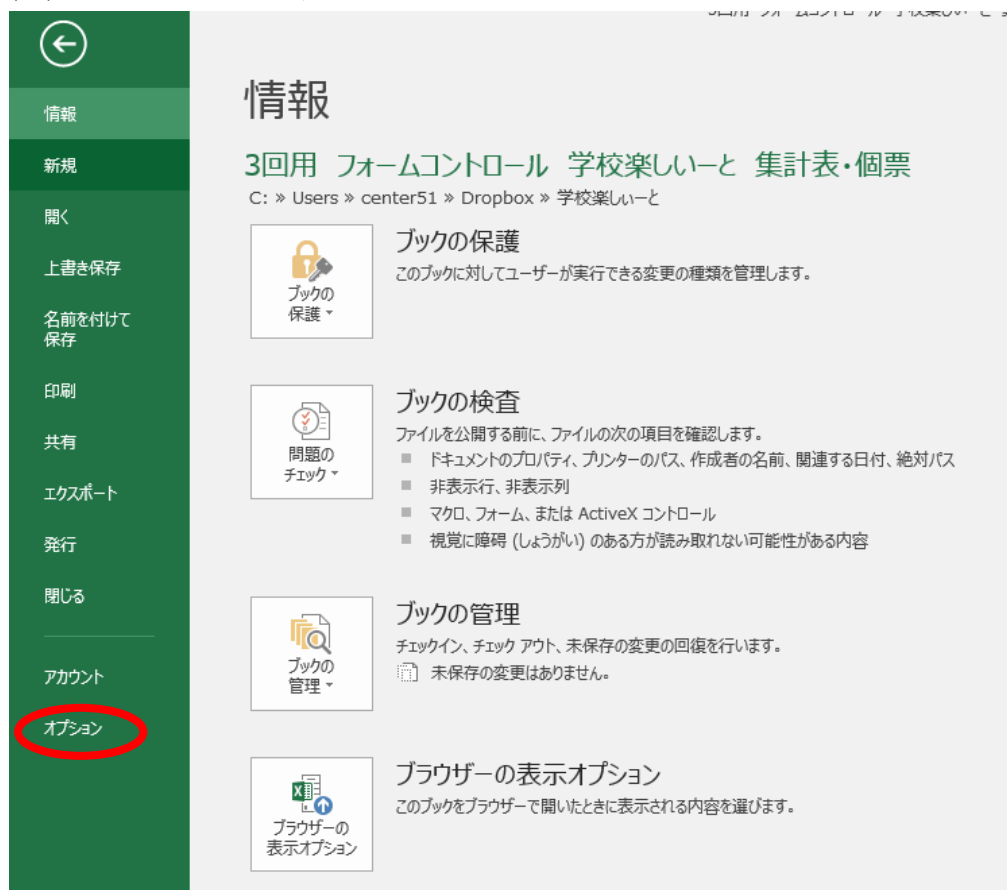 情報
新規
開く
上書き保存
名前を付けて
保存
印刷
共有
エクスポート
発行
閉じる
アカウント
オプション
情報
3回用 フォームコントロール 学校楽しぃーと 集計表・個票
C: » Users » center51 » Dropbox » 学校楽しぃーと
ブックの
保護
ブックの保護
このブックに対してユーザーが実行できる変更の種類を管理します。
問題の
チェック
ブックの検査
ファイルを公開する前に、ファイルの次の項目を確認します。
ドキュメントのプロパティ、プリンターのパス、作成者の名前、関連する日付、絶対パス
非表示行、非表示列
マクロ、フォーム、または ActiveX コントロール
視覚に障碍 (しょうがい) のある方が読み取れない可能性がある内容
ブックの
管理
ブックの管理
チェックイン、チェック アウト、未保存の変更の回復を行います。
未保存の変更はありません。
ブラウザーの
表示オプション
ブラウザーの表示オプション
このブックをブラウザーで開いたときに表示される内容を選びます。